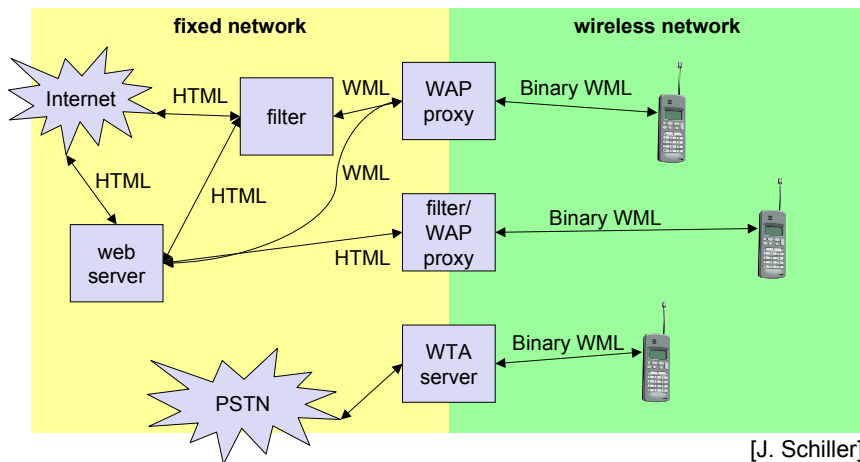 fixed network
wireless network
Internet
HTML
filter
WML
WAP
proxy
Binary WML
HTML
HTML
WML
web
server
HTML
filter/
WAP
proxy
Binary WML
PSTN
WTA
server
Binary WML
[J. Schiller]